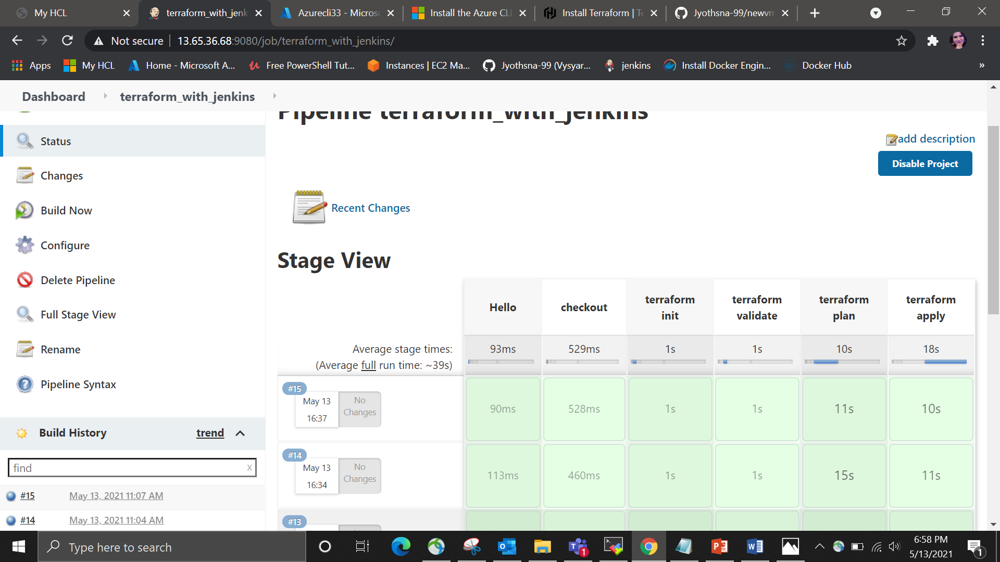 My HCL
terraform_with_jenk
Azurecli33 - Micros
Install the Azure CLI
Install Terraform | Te
Jyothsna-99/newvm
Not secure
13.65.36.68:9080/job/terraform_with_jenkins/
Apps
My HCL
Home - Microsoft A...
Free PowerShell Tut...
Instances | EC2 Ma...
Jyothsna-99 (Vysyar...
jenkins
Install Docker Engin...
Docker Hub
»
Dashboard
terraform_with_jenkins
Pipeline terraform_with_jenkins
Status
Changes
Build Now
Configure
Delete Pipeline
Full Stage View
Rename
Pipeline Syntax
Build History
trend
find
x
#15
May 13, 2021 11:07 AM
#14
May 13, 2021 11:04 AM
add description
Disable Project
Recent Changes
Stage View
Hello
checkout
terraform
init
terraform
validate
terraform
plan
terraform
apply
Average stage times:
(Average full run time: ~39s)
93ms
529ms
1s
1s
10s
18s
#15
May 13
16:37
No
Changes
90ms
528ms
1s
1s
11s
10s
#14
May 13
16:34
No
Changes
113ms
460ms
1s
1s
15s
11s
#13
Type here to search
1
6:58 PM
5/13/2021
1